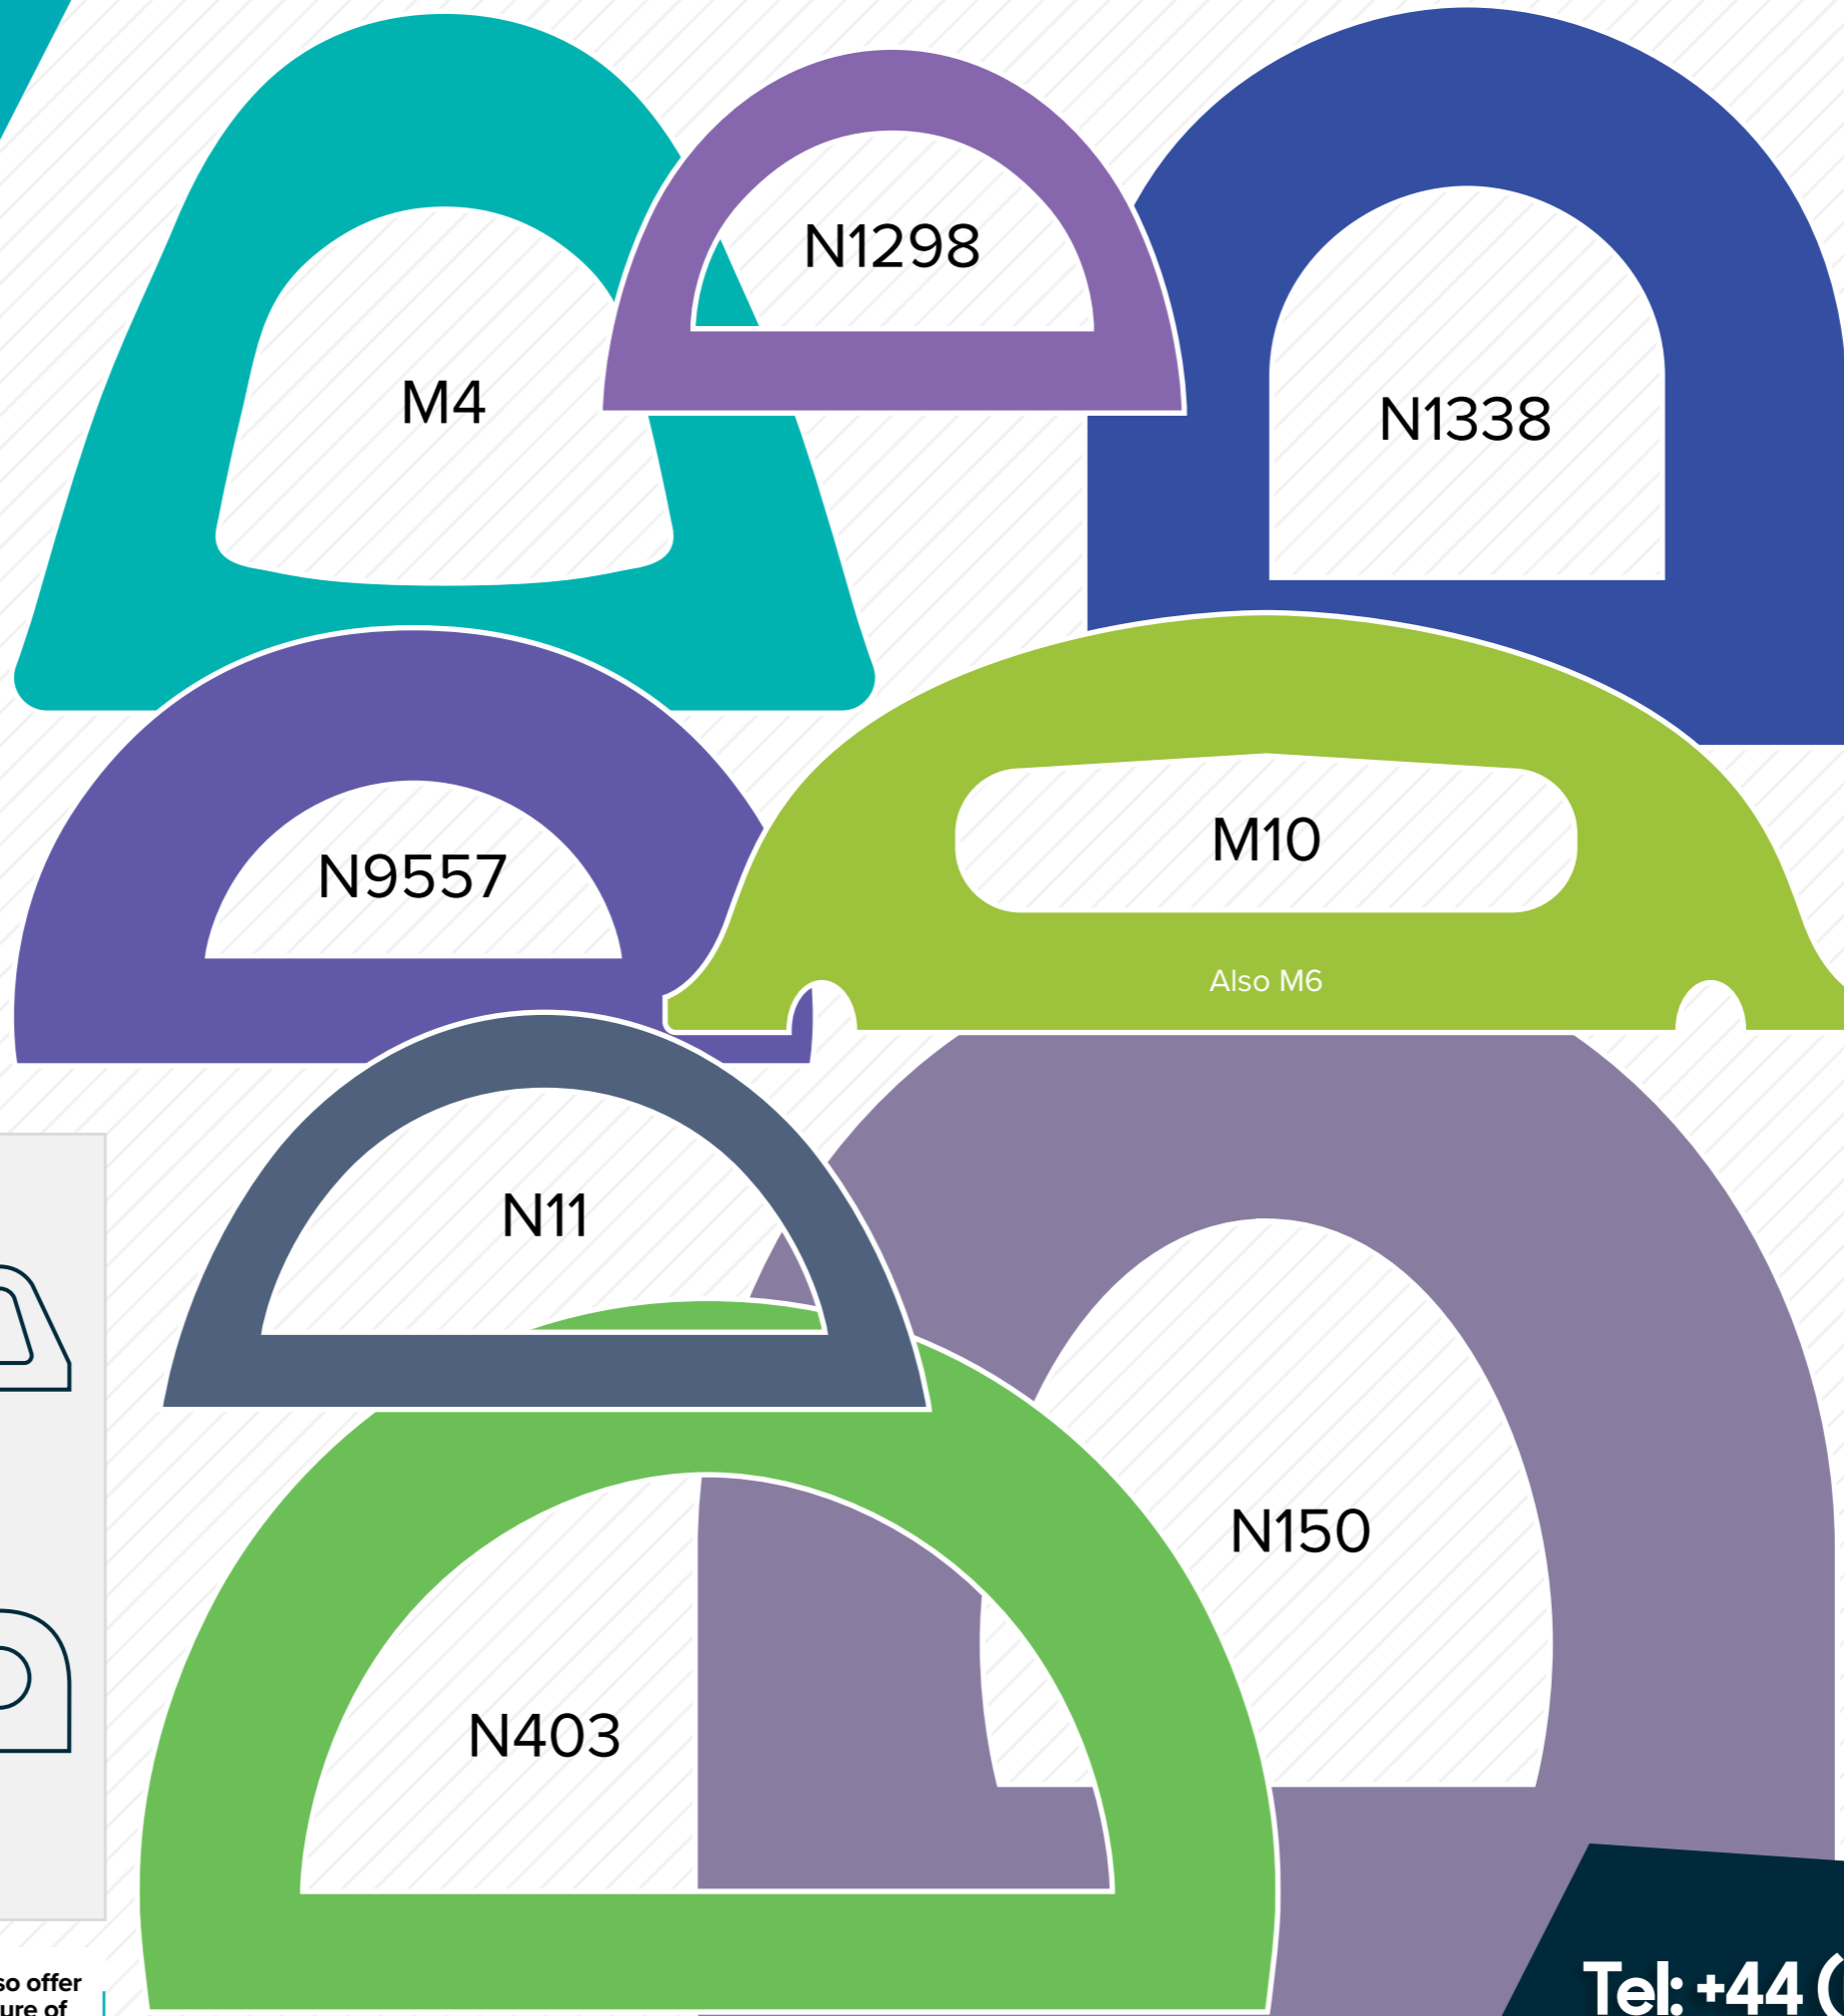 N1298
M4
N1338
M10
N9557
Also M6
N11
N150
N403
so offer
ure of
Tel: +44 (